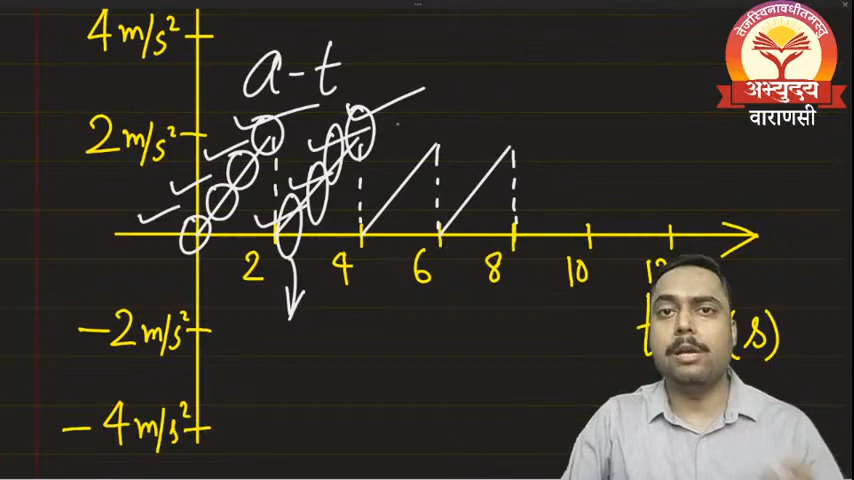 4 m/s²
a - t
2 m/s²
2 4 6 8 10
t (s)
-2 m/s²
-4 m/s²
तेजस्विनावधीतमस्तु
अभ्युदय
वाराणसी